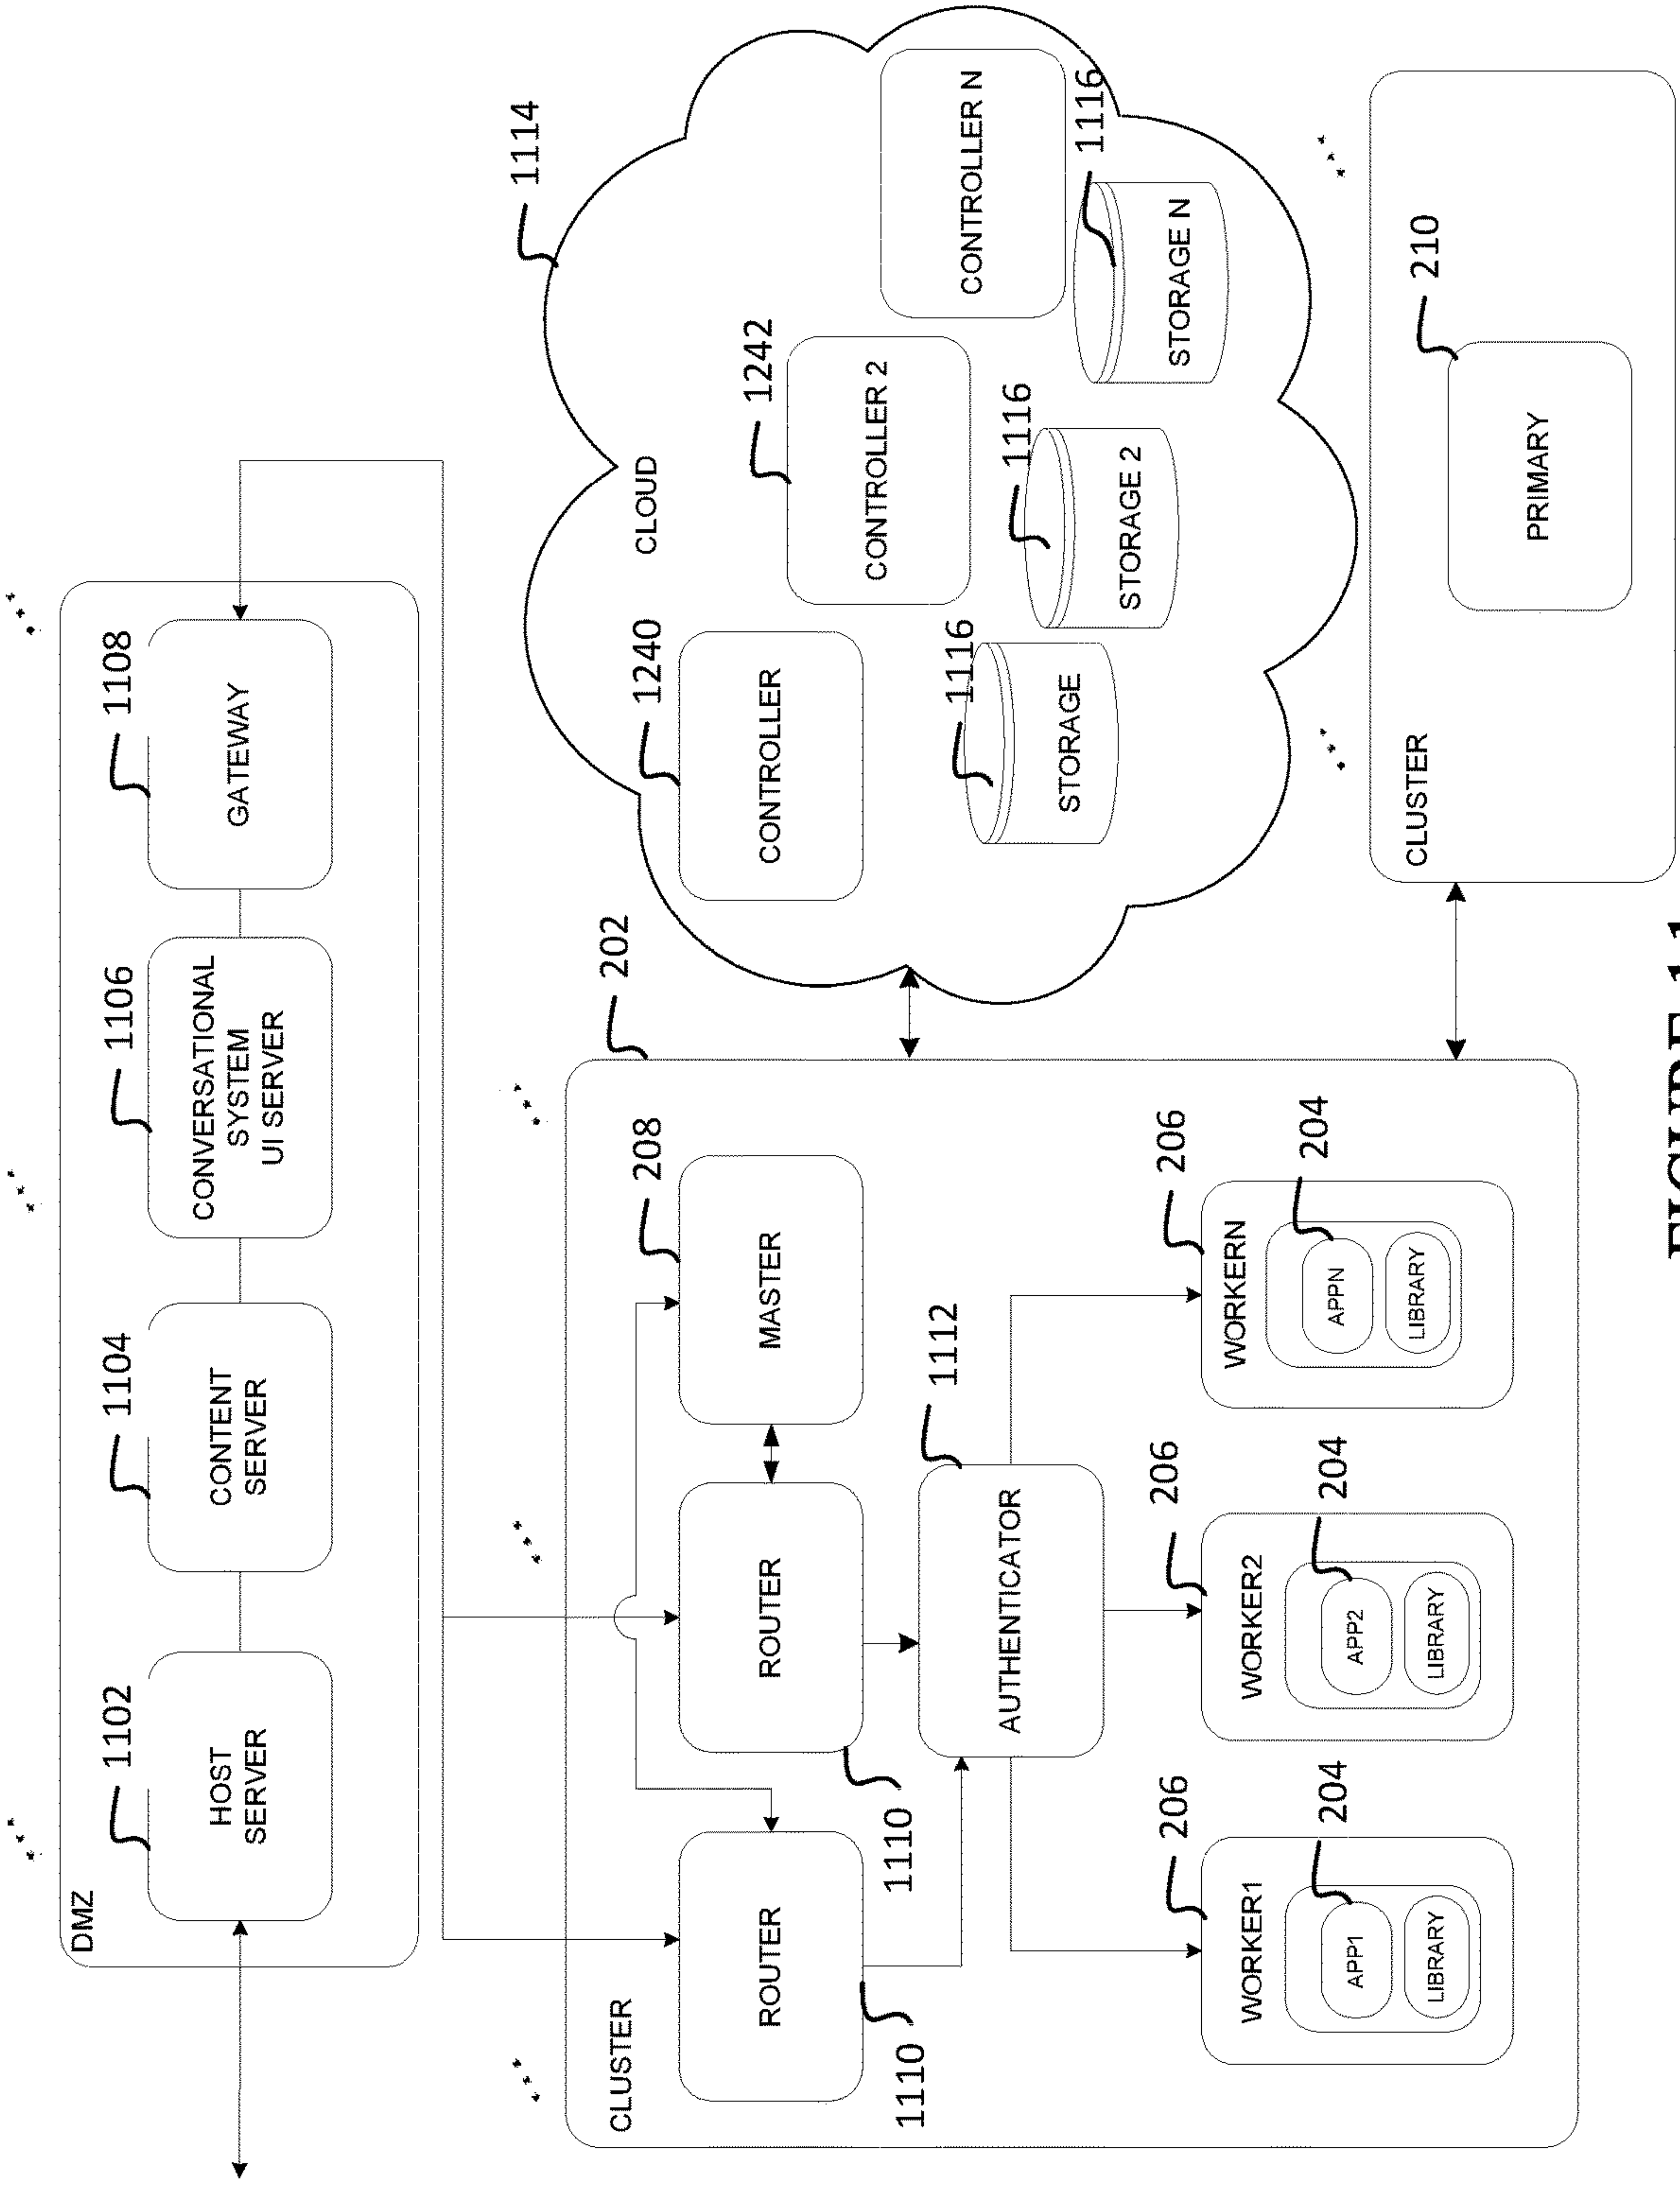 DMZ
1102
HOST
SERVER
1104
CONTENT
SERVER
1106
CONVERSATIONAL
SYSTEM
UI SERVER
1108
GATEWAY
CLUSTER
202
ROUTER
1110
ROUTER
1110
MASTER
208
AUTHENTICATOR
1112
WORKER1
206
APP1
204
LIBRARY
WORKER2
206
APP2
204
LIBRARY
WORKERN
206
APPN
204
LIBRARY
CLOUD
1114
CONTROLLER
1240
CONTROLLER 2
1242
CONTROLLER N
STORAGE
1116
STORAGE 2
1116
STORAGE N
1116
CLUSTER
PRIMARY
210
FIGURE 11